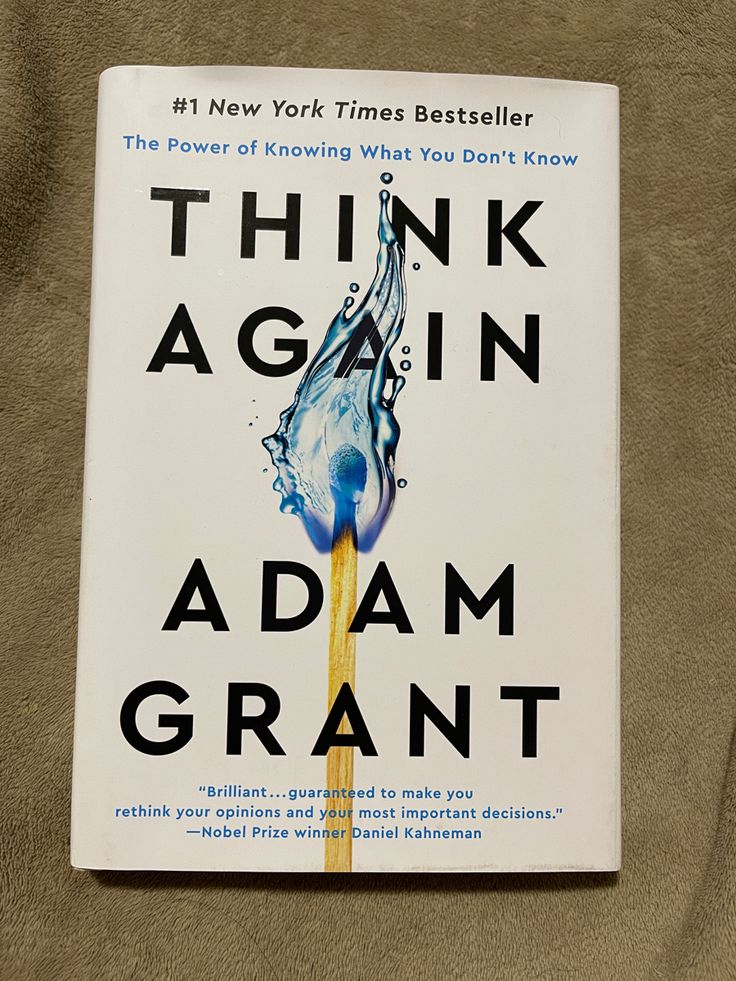 #1 New York Times Bestseller
The Power of Knowing What You Don't Know
THINK
AGAIN
ADAM
GRANT
“Brilliant...guaranteed to make you
rethink your opinions and your most important decisions.”
—Nobel Prize winner Daniel Kahneman